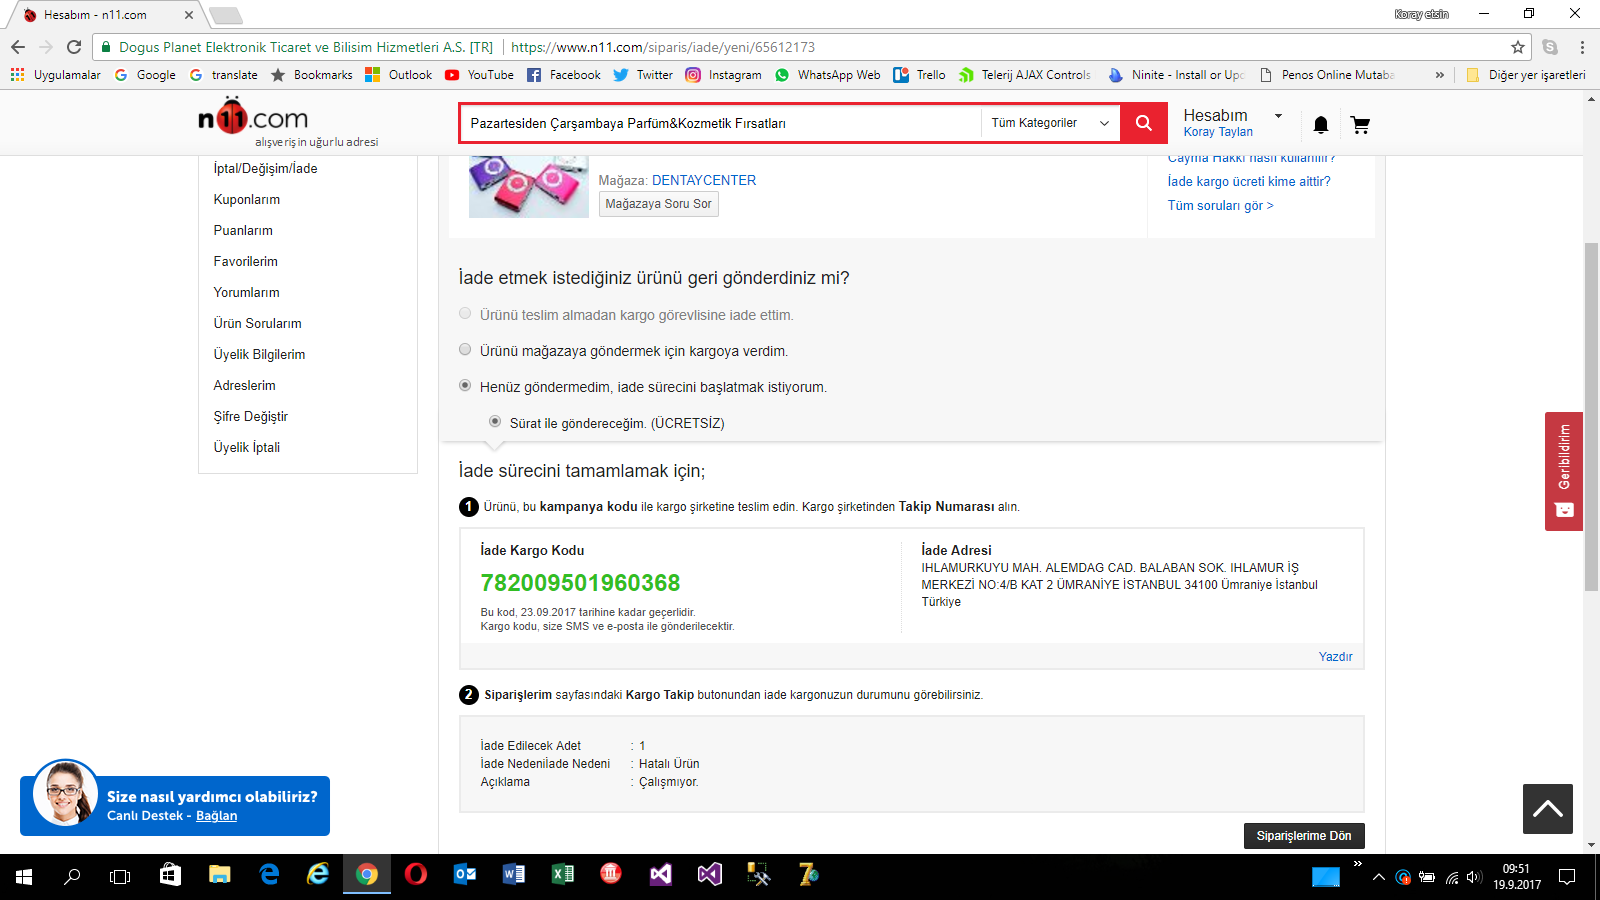 Hesabım - n11.com
Koray etsin
Dogus Planet Elektronik Ticaret ve Bilisim Hizmetleri A.S. [TR]
https://www.n11.com/siparis/iade/yeni/65612173
Uygulamalar
Google
translate
Bookmarks
Outlook
YouTube
Facebook
Twitter
Instagram
WhatsApp Web
Trello
Telerij AJAX Controls
Ninite - Install or Up
Penos Online Mutaba
»
Diğer yer işaretleri
n11.com
alışverişin uğurlu adresi
Pazartesiden Çarşambaya Parfüm&Kozmetik Fırsatları
Tüm Kategoriler
Hesabım
Koray Taylan
İptal/Değişim/İade
Kuponlarım
Puanlarım
Favorilerim
Yorumlarım
Ürün Sorularım
Üyelik Bilgilerim
Adreslerim
Şifre Değiştir
Üyelik İptali
Mağaza: DENTAYCENTER
Mağazaya Soru Sor
Cayma Hakkı nasıl kullanılır?
İade kargo ücreti kime aittir?
Tüm soruları gör >
İade etmek istediğiniz ürünü geri gönderdiniz mi?
Ürünü teslim almadan kargo görevlisine iade ettim.
Ürünü mağazaya göndermek için kargoya verdim.
Henüz göndermedim, iade sürecini başlatmak istiyorum.
Sürat ile göndereceğim. (ÜCRETSİZ)
İade sürecini tamamlamak için;
1 Ürünü, bu kampanya kodu ile kargo şirketine teslim edin. Kargo şirketinden Takip Numarası alın.
İade Kargo Kodu
782009501960368
Bu kod, 23.09.2017 tarihine kadar geçerlidir.
Kargo kodu, size SMS ve e-posta ile gönderilecektir.
İade Adresi
IHLAMURKUYU MAH. ALEMDAG CAD. BALABAN SOK. IHLAMUR İŞ
MERKEZİ NO:4/B KAT 2 ÜMRANİYE İSTANBUL 34100 Ümraniye İstanbul
Türkiye
Yazdır
2 Siparişlerim sayfasındaki Kargo Takip butonundan iade kargonuzun durumunu görebilirsiniz.
İade Edilecek Adet : 1
İade Nedeniİade Nedeni : Hatalı Ürün
Açıklama : Çalışmıyor.
Siparişlerime Dön
Geribildirim
Size nasıl yardımcı olabiliriz?
Canlı Destek - Bağlan
09:51
19.9.2017